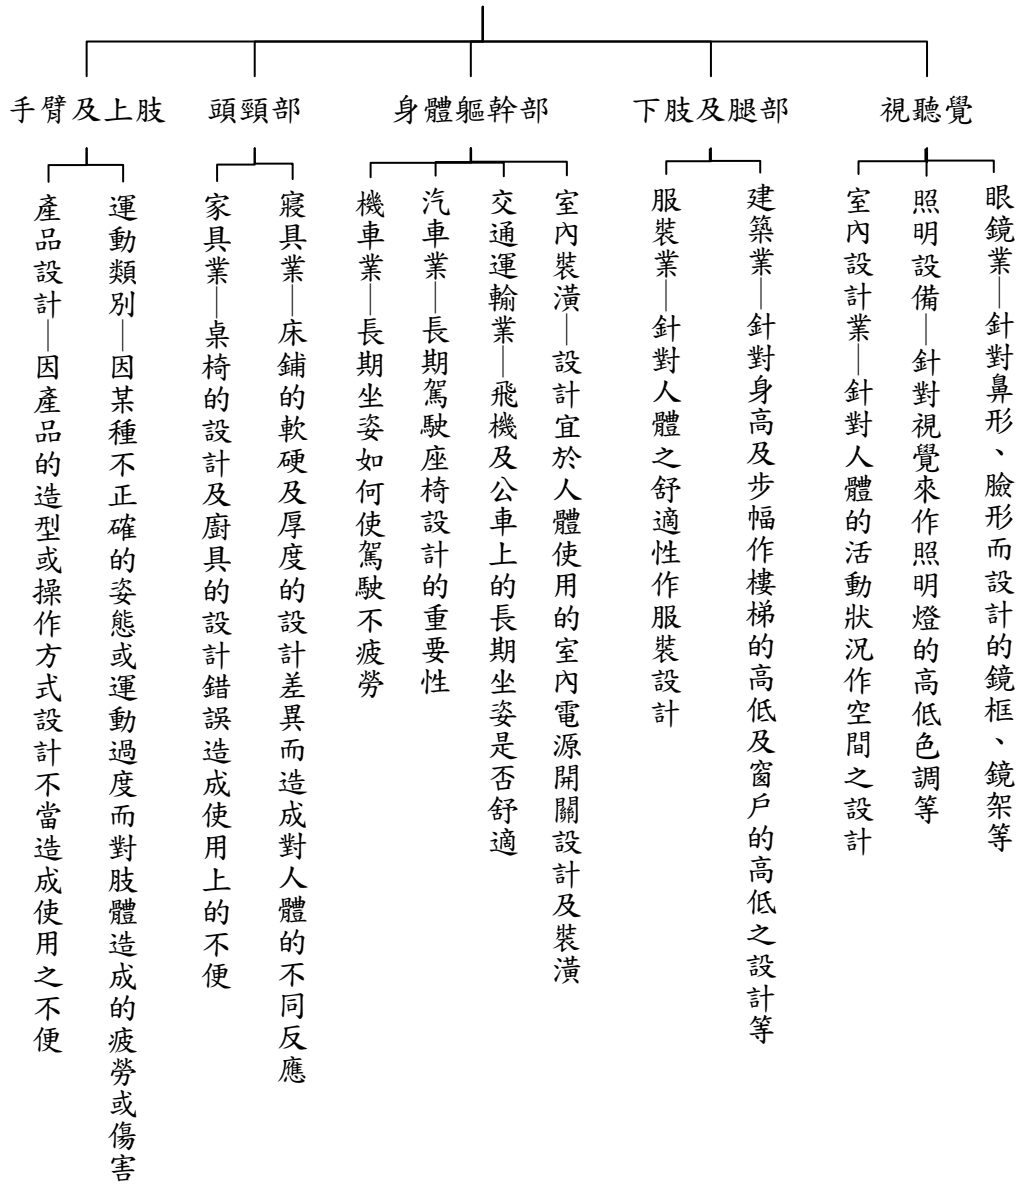 手臂及上肢
頭頸部
身體軀幹部
下肢及腿部
視聽覺
產品設計—因產品的造型或操作方式設計不當造成使用之不便
運動類別—因某種不正確的姿態或運動過度而對肢體造成的疲勞或傷害
家具業—桌椅的設計及廚具的設計錯誤造成使用上的不便
寢具業—床鋪的軟硬及厚度的設計差異而造成對人體的不同反應
機車業—長期坐姿如何使駕駛不疲勞
汽車業—長期駕駛座椅設計的重要性
交通運輸業—飛機及公車上的長期坐姿是否舒適
室內裝潢—設計宜於人體使用的室內電源開關設計及裝潢
服裝業—針對人體之舒適性作服裝設計
建築業—針對身高及步幅作樓梯的高低及窗戶的高低之設計等
室內設計業—針對人體的活動狀況作空間之設計
照明設備—針對視覺來作照明燈的高低色調等
眼鏡業—針對鼻形、臉形而設計的鏡框、鏡架等